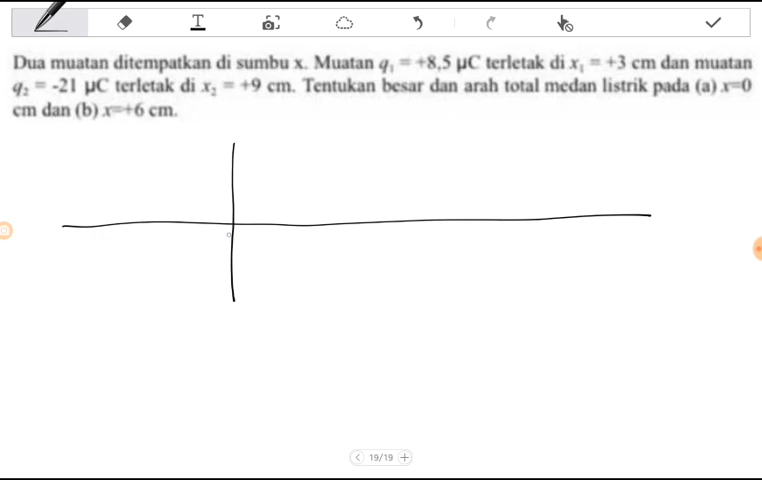 T
Dua muatan ditempatkan di sumbu x. Muatan q₁ = +8,5 μC terletak di x₁ = +3 cm dan muatan
q₂ = -21 μC terletak di x₂ = +9 cm. Tentukan besar dan arah total medan listrik pada (a) x=0
cm dan (b) x=+6 cm.
19/19